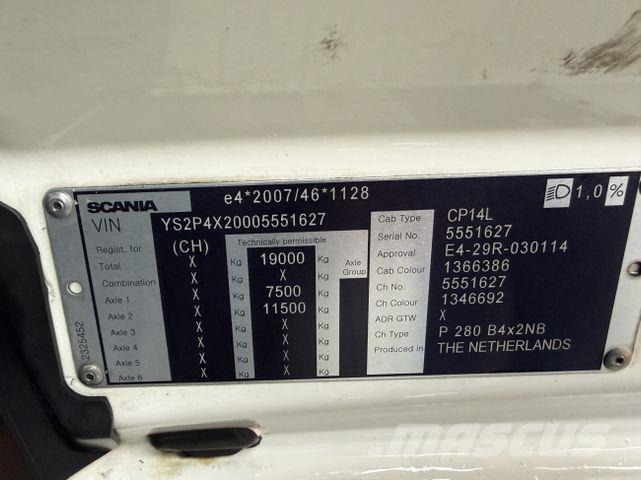 SCANIA
e4*2007/46*1128
1,0%
VIN YS2P4X20005551627
Regist. for (CH) Technically permissible
Total X Kg 19000 Kg Axle Group
Combination X Kg X Kg
Axle 1 X Kg 7500 Kg
Axle 2 X Kg 11500 Kg
Axle 3 X Kg X Kg
Axle 4 X Kg X Kg
Axle 5 X Kg X Kg
Axle 6 X Kg X Kg
2325452
Cab Type CP14L
Serial No. 5551627
Approval E4-29R-030114
Cab Colour 1366386
Ch No. 5551627
Ch Colour 1346692
ADR GTW X
Ch Type P 280 B4x2NB
Produced in THE NETHERLANDS
MASCUS